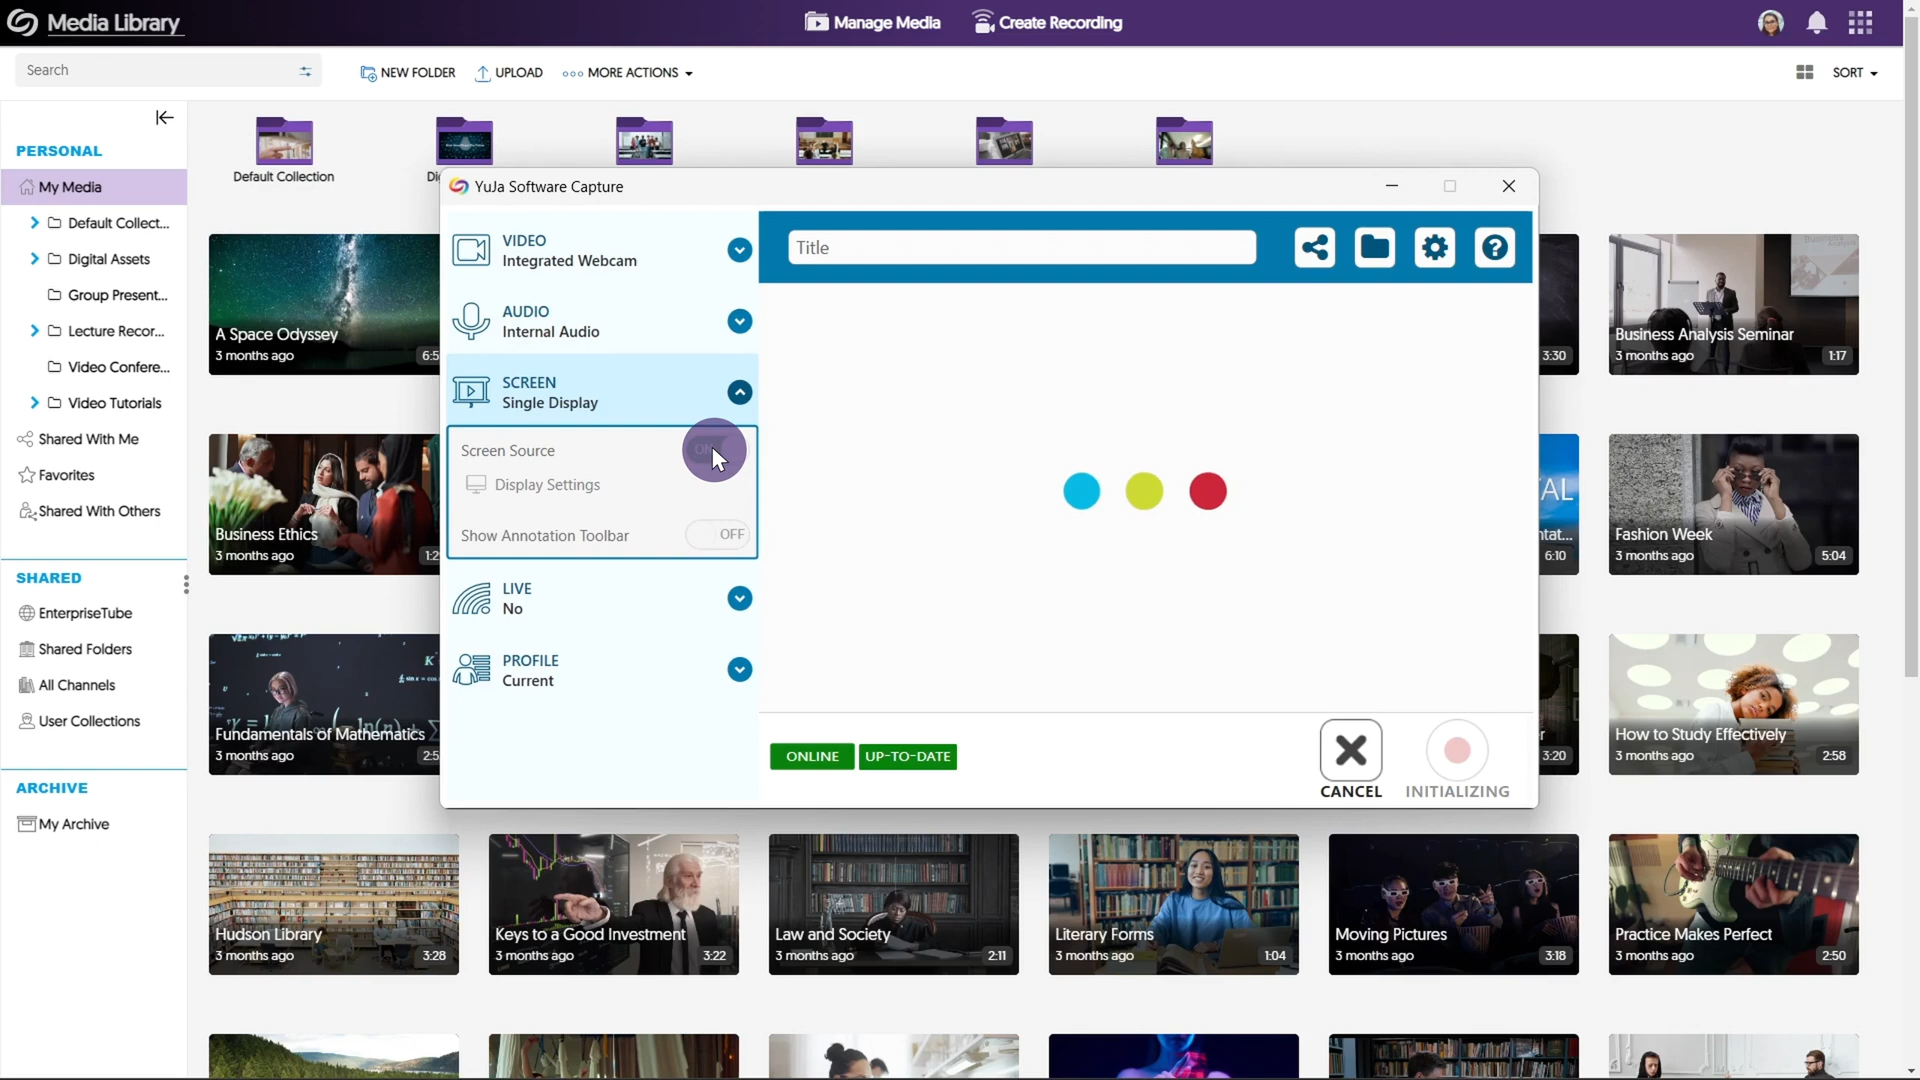 Media Library
Manage Media
Create Recording
Search
NEW FOLDER
UPLOAD
MORE ACTIONS
SORT
PERSONAL
My Media
Default Collect...
Digital Assets
Group Present...
Lecture Recor...
Video Confere...
Video Tutorials
Shared With Me
Favorites
Shared With Others
SHARED
EnterpriseTube
Shared Folders
All Channels
User Collections
ARCHIVE
My Archive
Default Collection
YuJa Software Capture
VIDEO
Integrated Webcam
AUDIO
Internal Audio
SCREEN
Single Display
Screen Source
Display Settings
Show Annotation Toolbar
OFF
LIVE
No
PROFILE
Current
Title
ONLINE
UP-TO-DATE
CANCEL
INITIALIZING
A Space Odyssey
3 months ago
3:30
Business Analysis Seminar
3 months ago
1:17
Business Ethics
3 months ago
6:10
Fashion Week
3 months ago
5:04
Fundamentals of Mathematics
3 months ago
3:20
How to Study Effectively
3 months ago
2:58
Hudson Library
3 months ago
3:28
Keys to a Good Investment
3 months ago
3:22
Law and Society
3 months ago
2:11
Literary Forms
3 months ago
1:04
Moving Pictures
3 months ago
3:18
Practice Makes Perfect
3 months ago
2:50